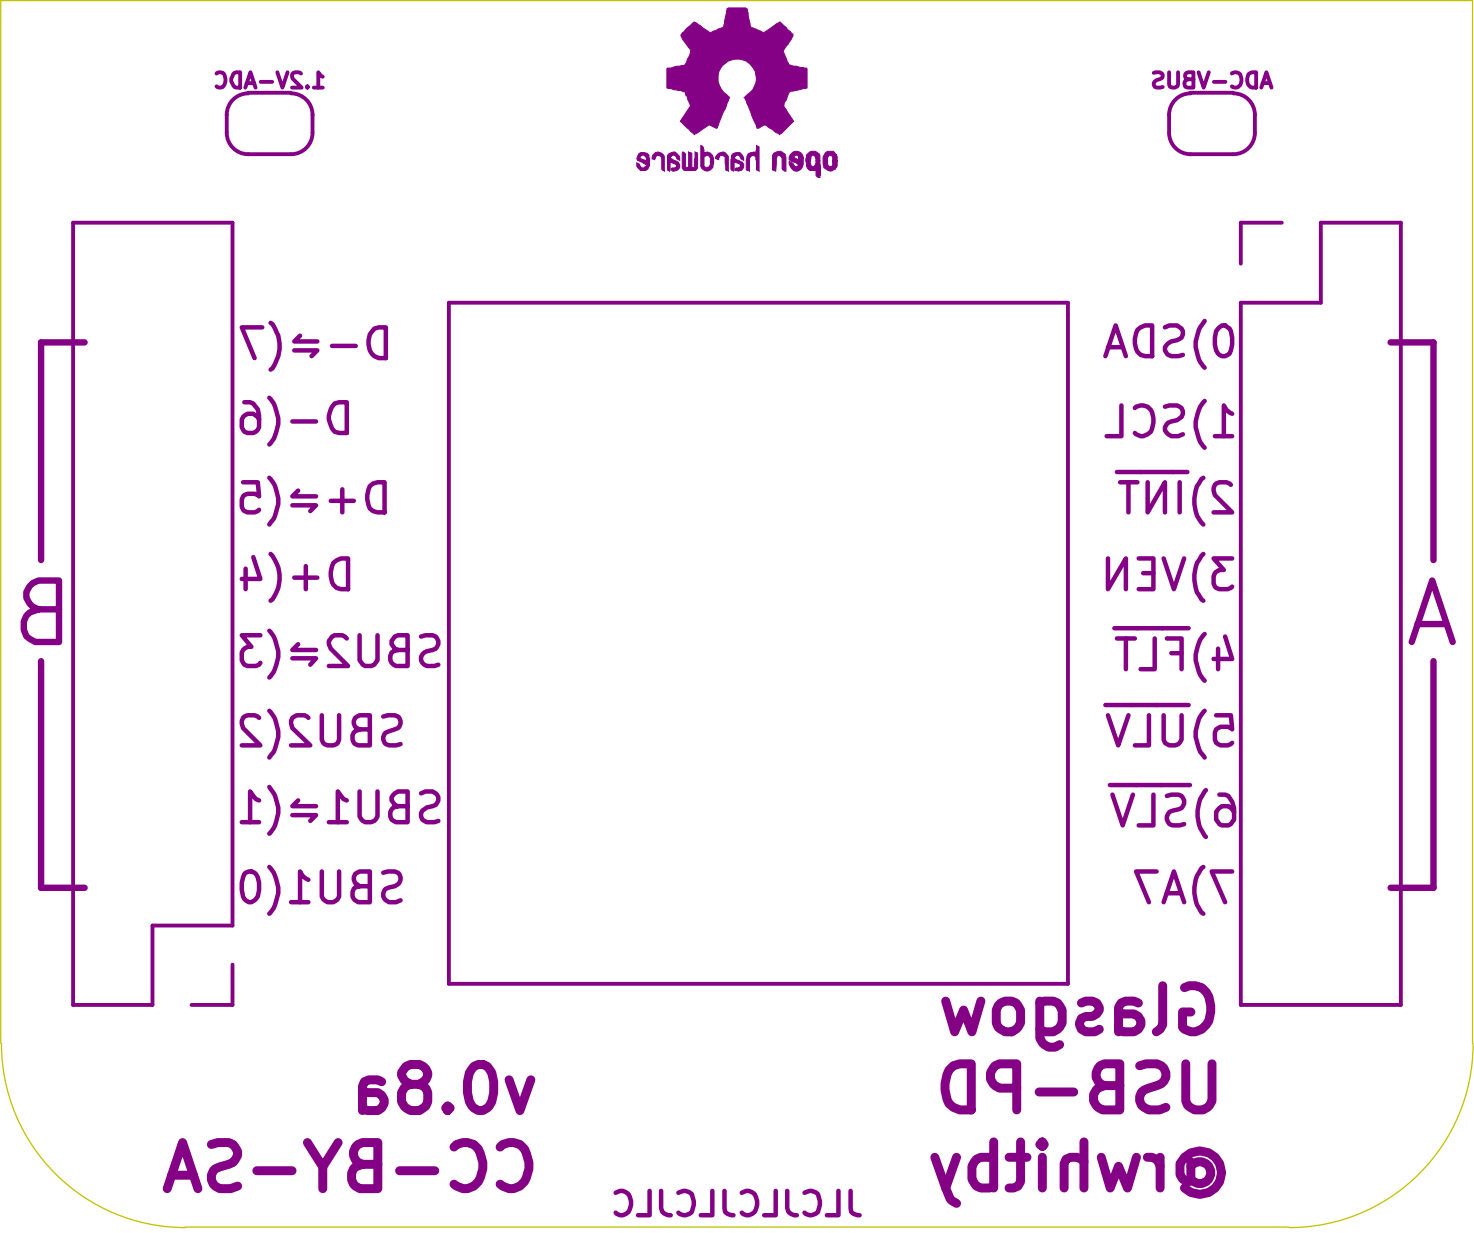 1.2V-ADC
ADC-VBUS
open hardware
D-⇌(7
D-(6
D+⇌(5
D+(4
SBU2⇌(3
SBU2(2
SBU1⇌(1
SBU1(0
B
0)SDA
1)SCL
2)INT
3)VEN
4)FLT
5)ULV
6)SLV
7)A7
A
Glasgow
USB-PD
@rwhitby
v0.8a
CC-BY-SA
JLCJLCJLCJLC